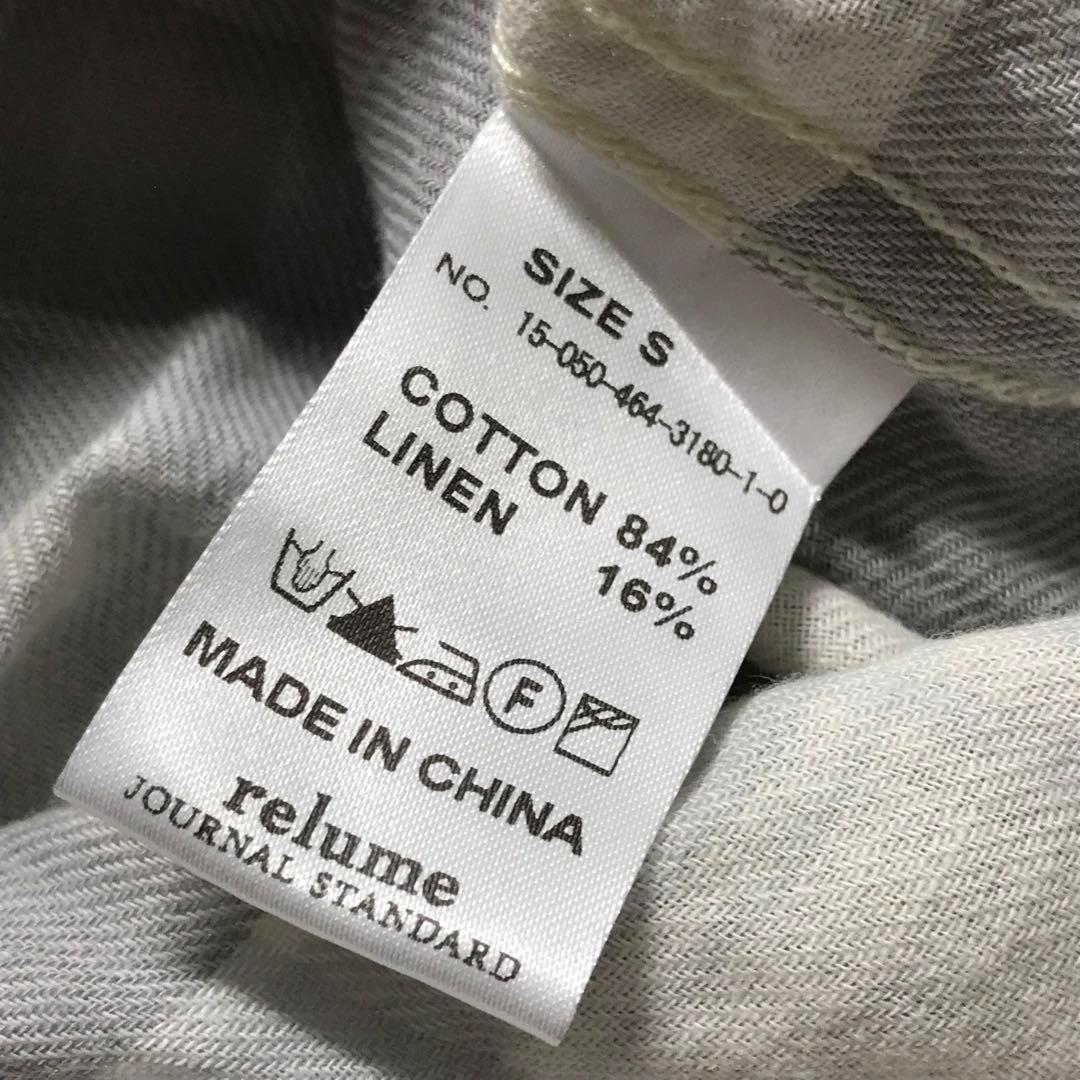 SIZE S
NO. 15-050-464-3180-1-0
COTTON 84%
LINEN 16%
F
MADE IN CHINA
relume
JOURNAL STANDARD